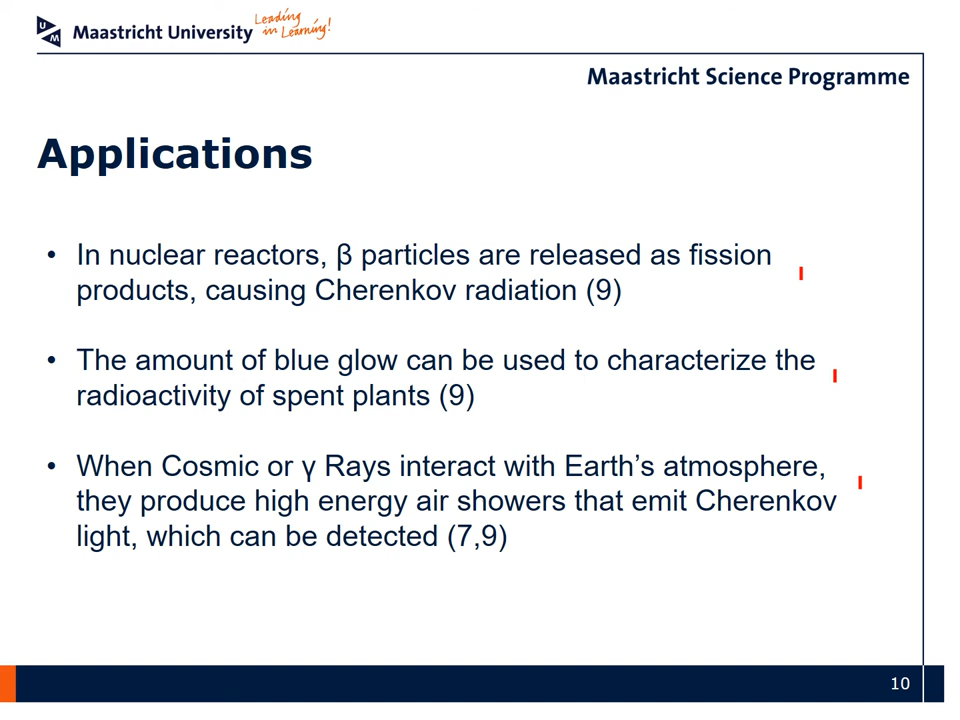 Maastricht University
Leading
in Learning!
Maastricht Science Programme
Applications
• In nuclear reactors, β particles are released as fission
products, causing Cherenkov radiation (9)
• The amount of blue glow can be used to characterize the
radioactivity of spent plants (9)
• When Cosmic or γ Rays interact with Earth’s atmosphere,
they produce high energy air showers that emit Cherenkov
light, which can be detected (7,9)
10